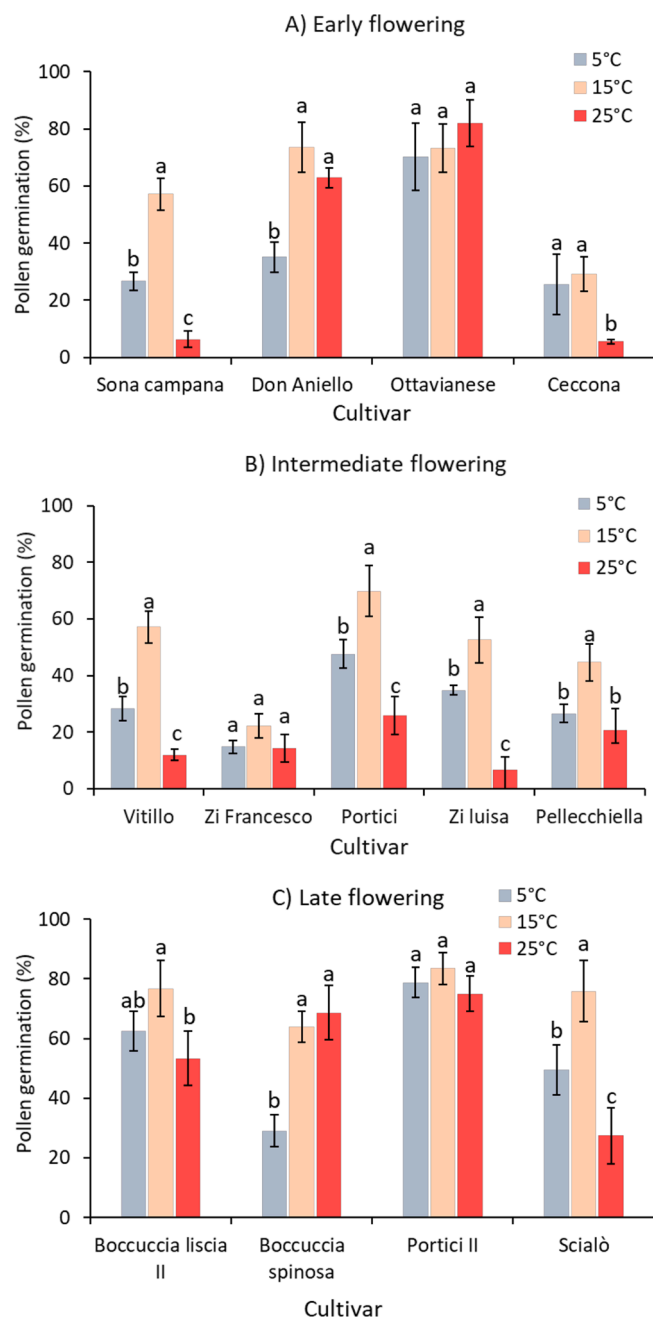 A) Early flowering
100
80
60
40
20
0
Pollen germination (%)
5°C
15°C
25°C
b
a
c
b
a
a
a
a
a
a
a
b
Sona campana Don Aniello Ottavianese Ceccona
Cultivar
B) Intermediate flowering
100
80
60
40
20
0
Pollen germination (%)
5°C
15°C
25°C
b
a
c
a
a
a
b
a
c
b
a
c
b
a
b
Vitillo Zi Francesco Portici Zi luisa Pellecchiella
Cultivar
C) Late flowering
100
80
60
40
20
0
Pollen germination (%)
5°C
15°C
25°C
ab
a
b
b
a
a
a
a
a
b
a
c
Boccuccia liscia Boccuccia Portici II Scialò
II spinosa
Cultivar